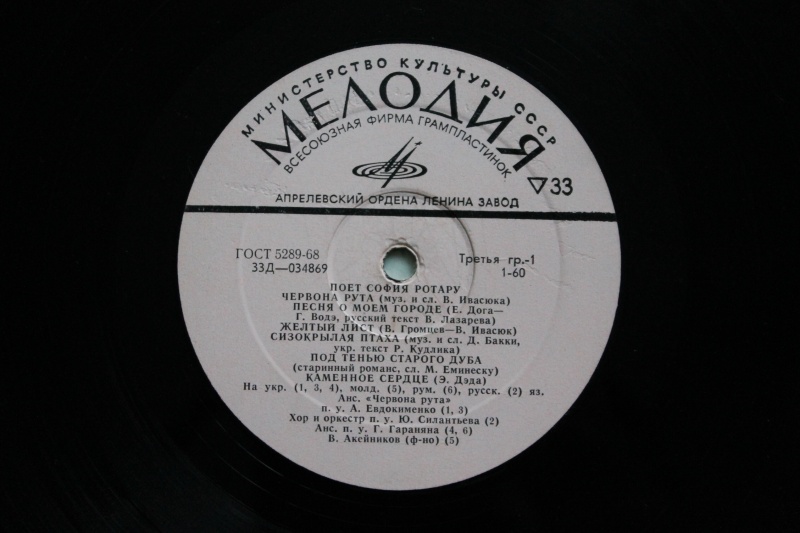 МИНИСТЕРСТВО КУЛЬТУРЫ СССР
МЕЛОДИЯ
ВСЕСОЮЗНАЯ ФИРМА ГРАМПЛАСТИНОК
33
АПРЕЛЕВСКИЙ ОРДЕНА ЛЕНИНА ЗАВОД
ГОСТ 5289-68
33Д—034869
Третья гр.-1
1-60
ПОЕТ СОФИЯ РОТАРУ
ЧЕРВОНА РУТА (муз. и сл. В. Ивасюка)
ПЕСНЯ О МОЕМ ГОРОДЕ (Е. Дога—
Г. Водэ, русский текст В. Лазарева)
ЖЕЛТЫЙ ЛИСТ (В. Громцев—В. Ивасюк)
СИЗОКРЫЛАЯ ПТАХА (муз. и сл. Д. Бакки,
укр. текст Р. Кудлика)
ПОД ТЕНЬЮ СТАРОГО ДУБА
(старинный романс, сл. М. Еминеску)
КАМЕННОЕ СЕРДЦЕ (Э. Дэда)
На укр. (1, 3, 4), молд. (5), рум. (6), русск. (2) яз.
Анс. «Червона рута»
п. у. А. Евдокименко (1, 3)
Хор и оркестр п. у. Ю. Силантьева (2)
Анс. п. у. Г. Гараняна (4, 6)
В. Акейников (ф-но) (5)